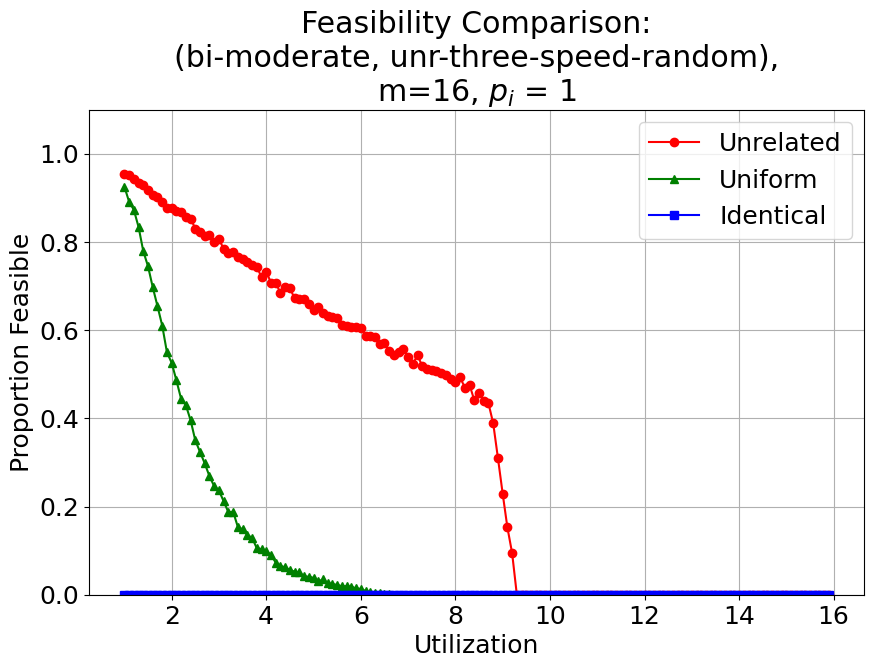 Feasibility Comparison:
(bi-moderate, unr-three-speed-random),
m=16, p_i = 1
Unrelated
Uniform
Identical
Proportion Feasible
1.0
0.8
0.6
0.4
0.2
0.0
2 4 6 8 10 12 14 16
Utilization